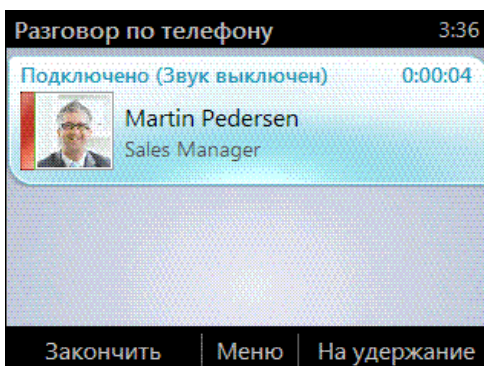 Разговор по телефону 3:36
Подключено (Звук выключен) 0:00:04
Martin Pedersen
Sales Manager
Закончить Меню На удержание